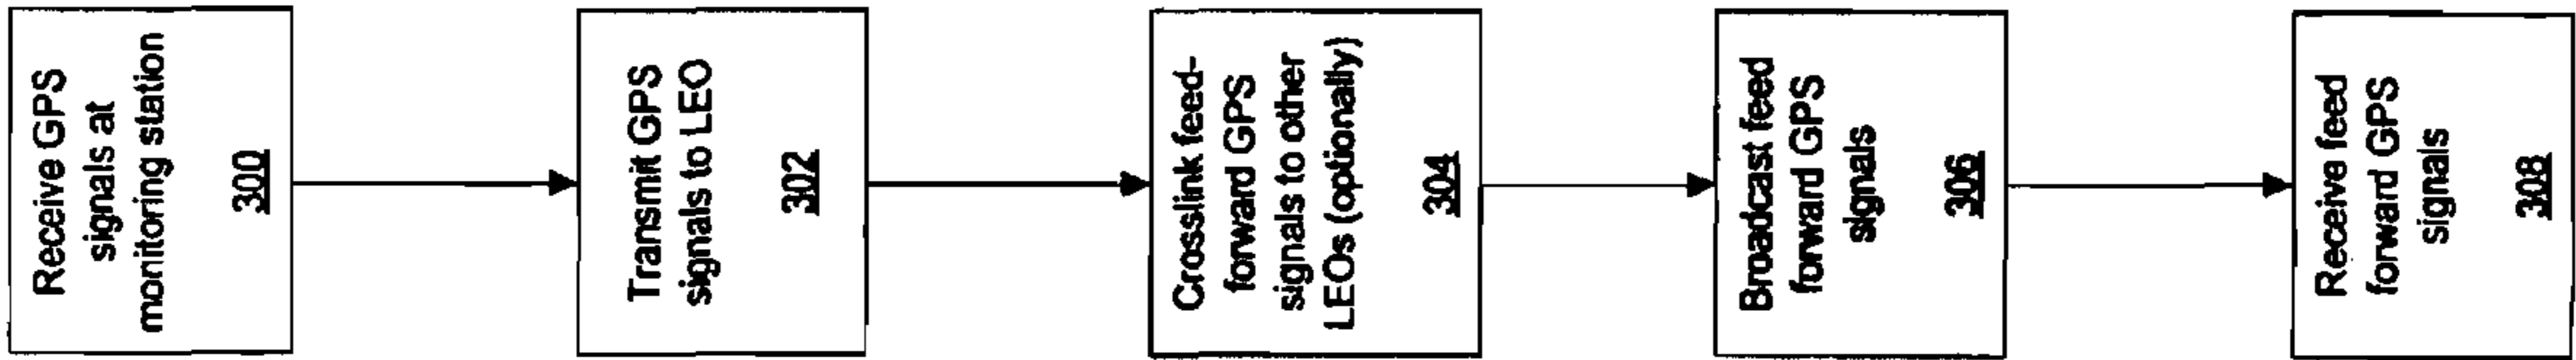 Receive GPS
signals at
monitoring station
300
Transmit GPS
signals to LEO
302
Crosslink feed-
forward GPS
signals to other
LEOs (optionally)
304
Broadcast feed
forward GPS
signals
306
Receive feed
forward GPS
signals
308